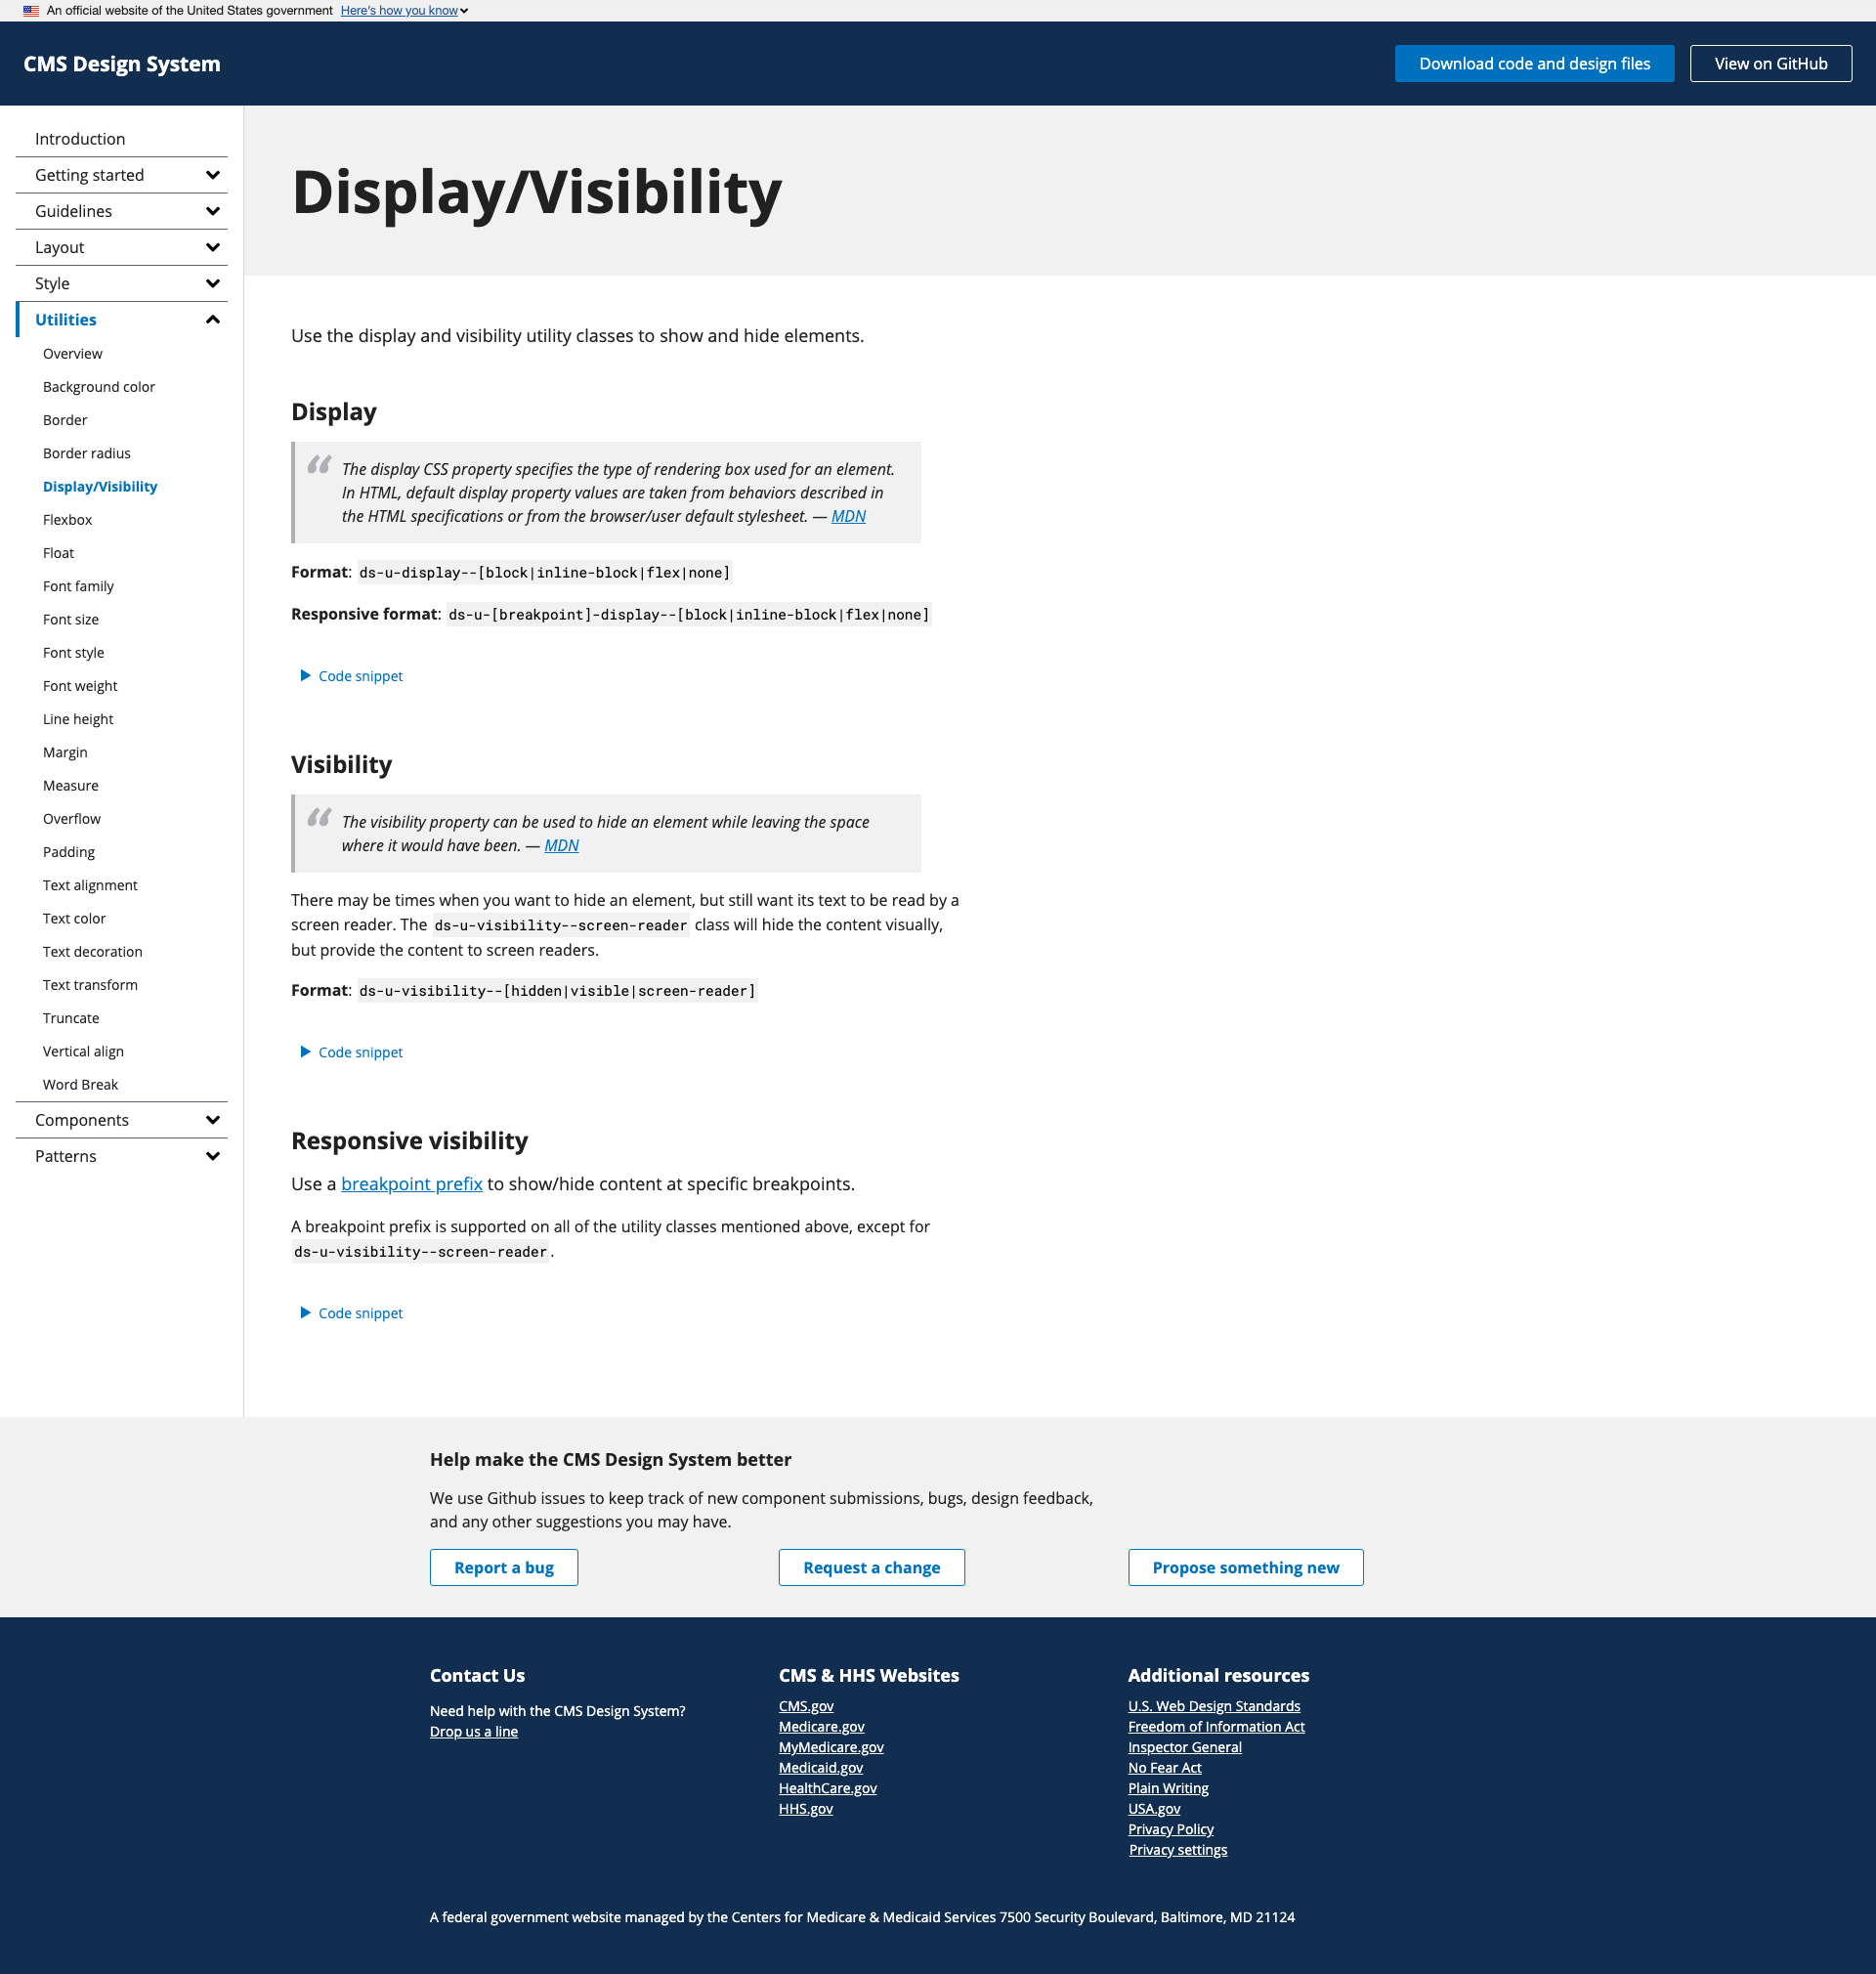 An official website of the United States government Here's how you know
CMS Design System
Download code and design files
View on GitHub
Introduction
Getting started
Guidelines
Layout
Style
Utilities
Overview
Background color
Border
Border radius
Display/Visibility
Flexbox
Float
Font family
Font size
Font style
Font weight
Line height
Margin
Measure
Overflow
Padding
Text alignment
Text color
Text decoration
Text transform
Truncate
Vertical align
Word Break
Components
Patterns
Display/Visibility
Use the display and visibility utility classes to show and hide elements.
Display
“
The display CSS property specifies the type of rendering box used for an element.
In HTML, default display property values are taken from behaviors described in
the HTML specifications or from the browser/user default stylesheet. — MDN
Format: ds-u-display--[block|inline-block|flex|none]
Responsive format: ds-u-[breakpoint]-display--[block|inline-block|flex|none]
Code snippet
Visibility
“
The visibility property can be used to hide an element while leaving the space
where it would have been. — MDN
There may be times when you want to hide an element, but still want its text to be read by a
screen reader. The ds-u-visibility--screen-reader class will hide the content visually,
but provide the content to screen readers.
Format: ds-u-visibility--[hidden|visible|screen-reader]
Code snippet
Responsive visibility
Use a breakpoint prefix to show/hide content at specific breakpoints.
A breakpoint prefix is supported on all of the utility classes mentioned above, except for
ds-u-visibility--screen-reader.
Code snippet
Help make the CMS Design System better
We use Github issues to keep track of new component submissions, bugs, design feedback,
and any other suggestions you may have.
Report a bug
Request a change
Propose something new
Contact Us
Need help with the CMS Design System?
Drop us a line
CMS & HHS Websites
CMS.gov
Medicare.gov
MyMedicare.gov
Medicaid.gov
HealthCare.gov
HHS.gov
Additional resources
U.S. Web Design Standards
Freedom of Information Act
Inspector General
No Fear Act
Plain Writing
USA.gov
Privacy Policy
Privacy settings
A federal government website managed by the Centers for Medicare & Medicaid Services 7500 Security Boulevard, Baltimore, MD 21124